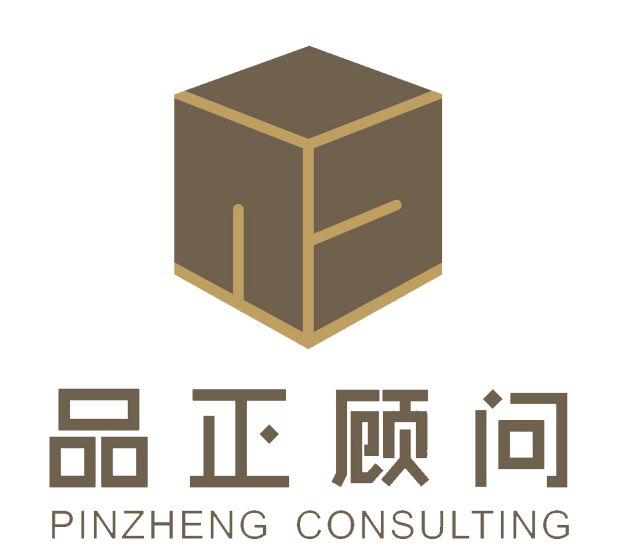 品正顾问
PINZHENG CONSULTING